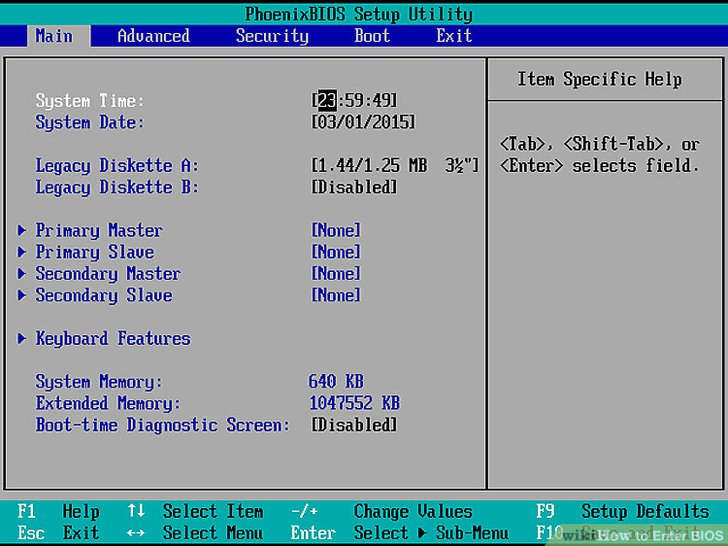 PhoenixBIOS Setup Utility
Main Advanced Security Boot Exit
Item Specific Help
System Time: [23:59:49]
System Date: [03/01/2015]
<Tab>, <Shift-Tab>, or
<Enter> selects field.
Legacy Diskette A: [1.44/1.25 MB 3½"]
Legacy Diskette B: [Disabled]
Primary Master [None]
Primary Slave [None]
Secondary Master [None]
Secondary Slave [None]
Keyboard Features
System Memory: 640 KB
Extended Memory: 1047552 KB
Boot-time Diagnostic Screen: [Disabled]
F1 Help ↑↓ Select Item -/+ Change Values F9 Setup Defaults
Esc Exit ↔ Select Menu Enter Select ▶ Sub-Menu F10 Save and Exit
wikiHow to Enter BIOS